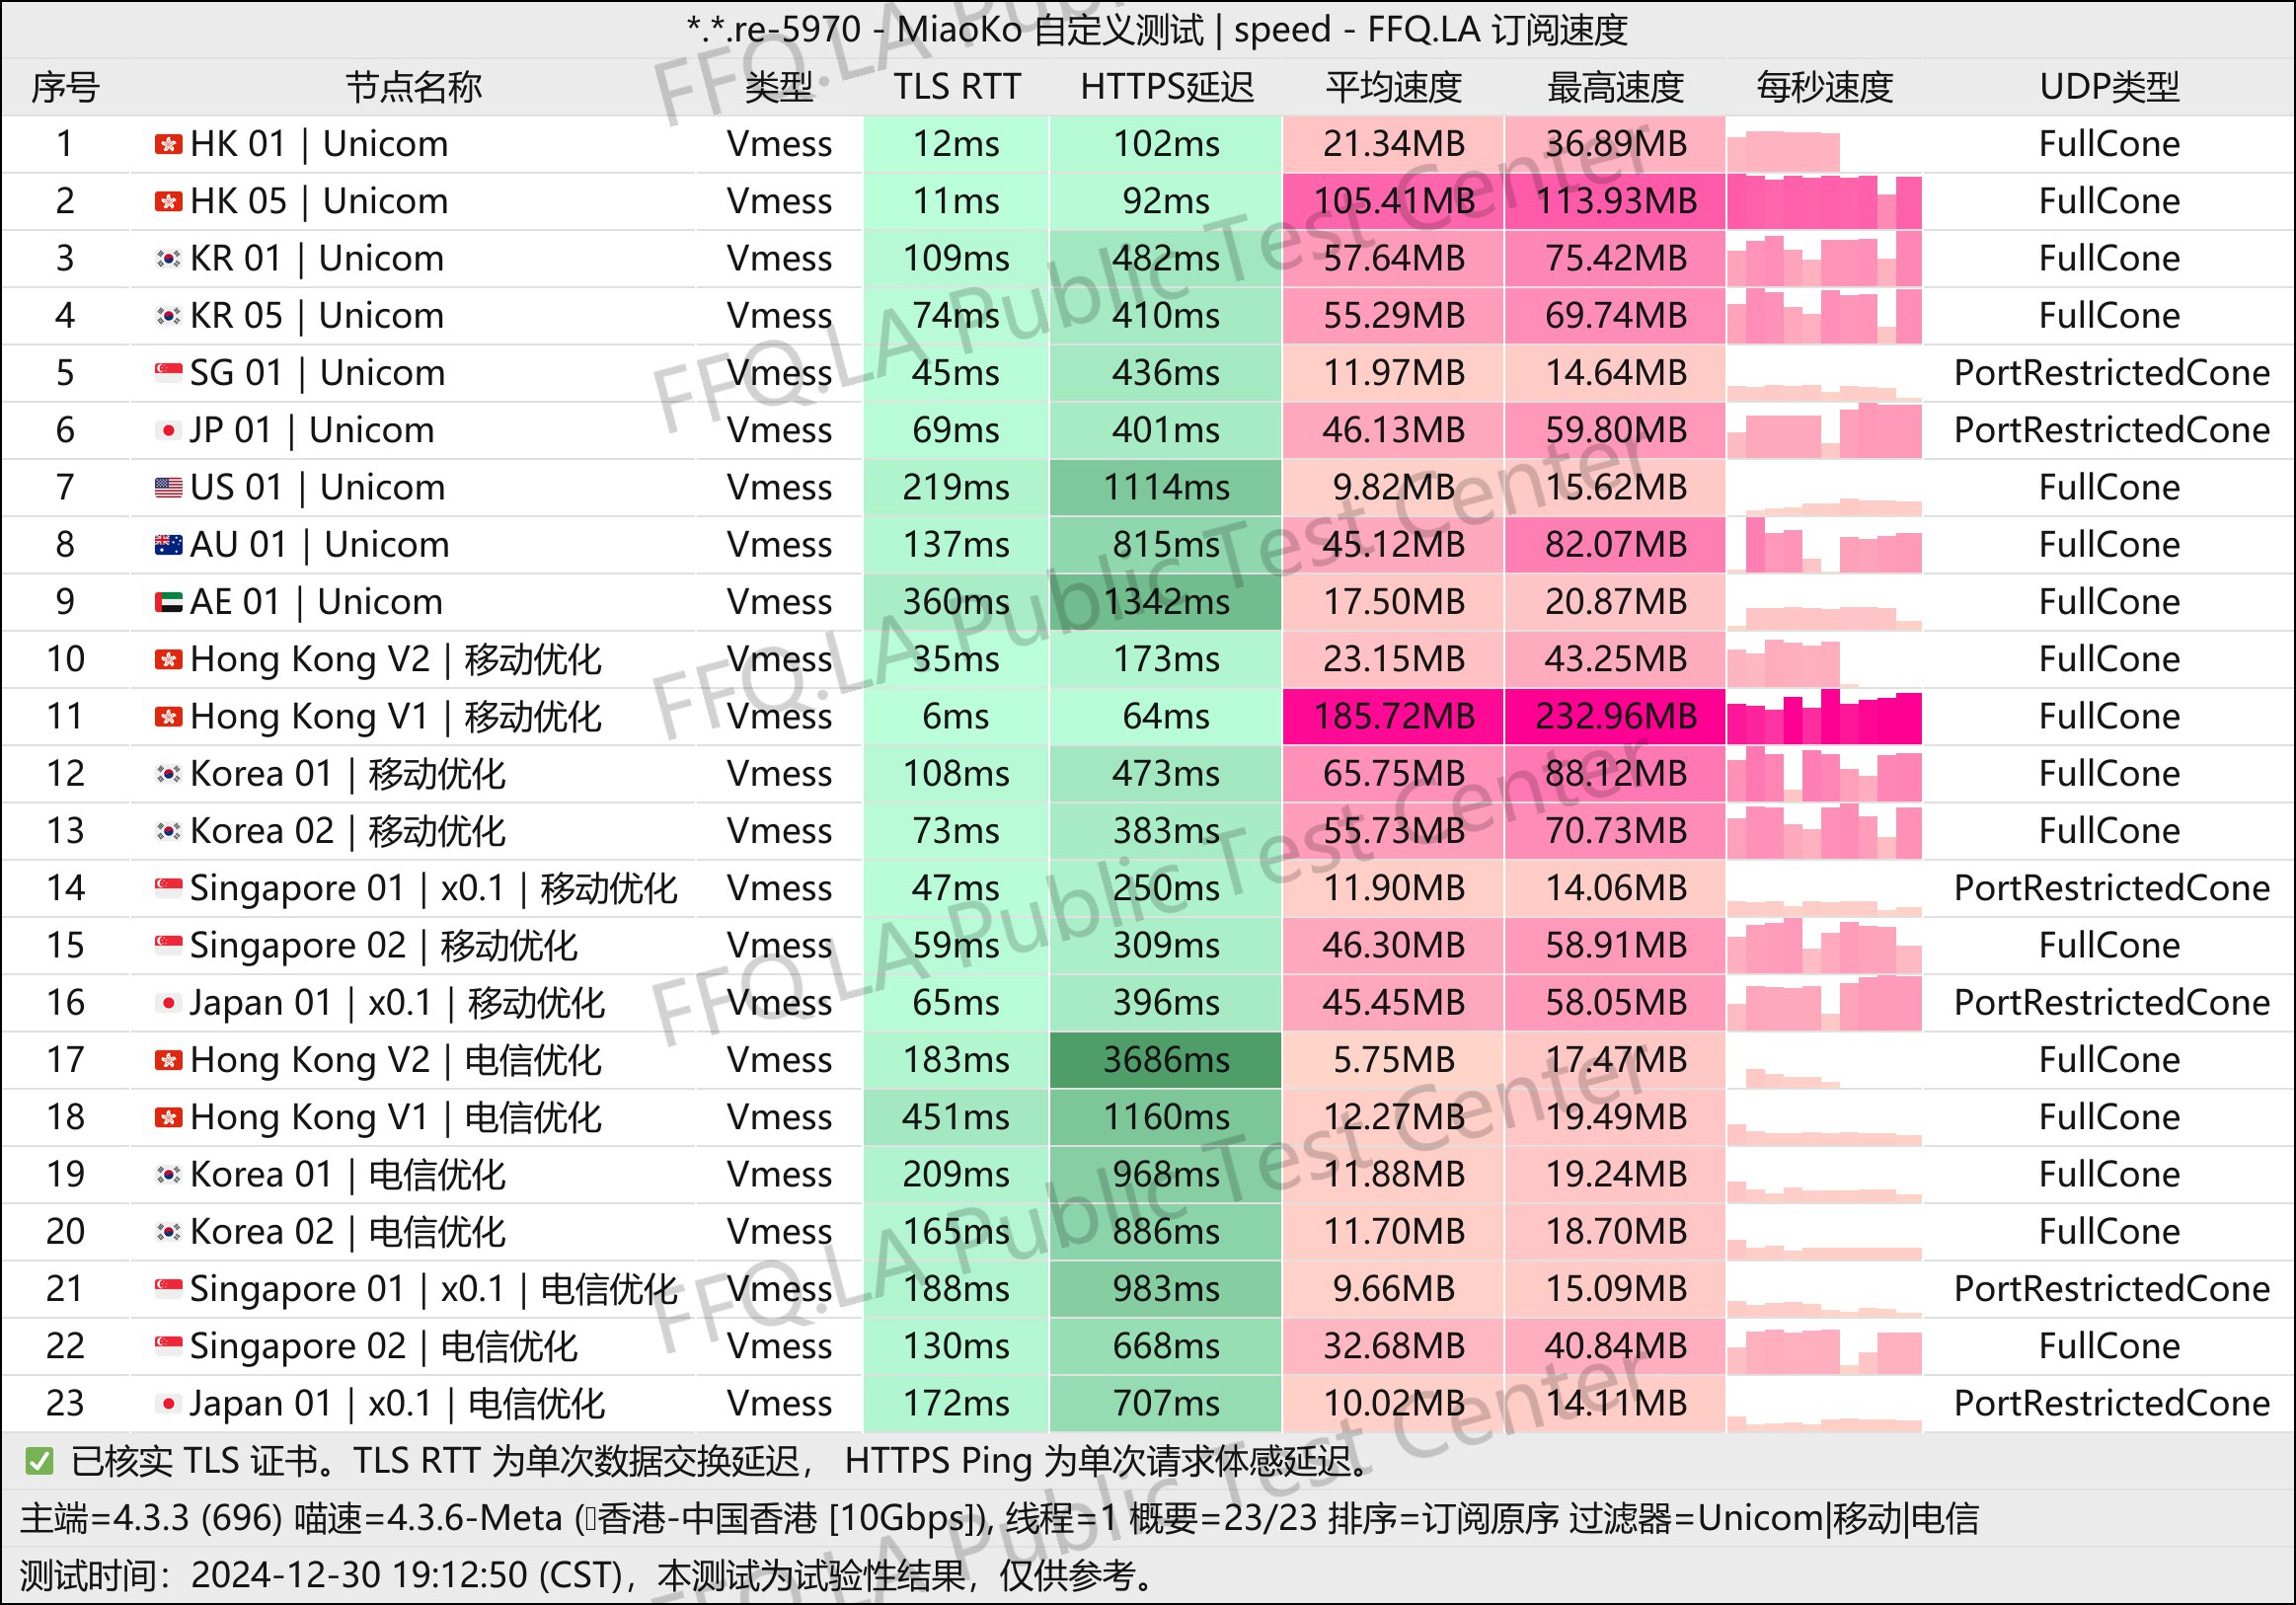 *.*.re-5970 - MiaoKo 自定义测试 | speed - FFQ.LA 订阅速度
序号 节点名称 类型 TLS RTT HTTPS延迟 平均速度 最高速度 每秒速度 UDP类型
1 HK 01 | Unicom Vmess 12ms 102ms 21.34MB 36.89MB FullCone
2 HK 05 | Unicom Vmess 11ms 92ms 105.41MB 113.93MB FullCone
3 KR 01 | Unicom Vmess 109ms 482ms 57.64MB 75.42MB FullCone
4 KR 05 | Unicom Vmess 74ms 410ms 55.29MB 69.74MB FullCone
5 SG 01 | Unicom Vmess 45ms 436ms 11.97MB 14.64MB PortRestrictedCone
6 JP 01 | Unicom Vmess 69ms 401ms 46.13MB 59.80MB PortRestrictedCone
7 US 01 | Unicom Vmess 219ms 1114ms 9.82MB 15.62MB FullCone
8 AU 01 | Unicom Vmess 137ms 815ms 45.12MB 82.07MB FullCone
9 AE 01 | Unicom Vmess 360ms 1342ms 17.50MB 20.87MB FullCone
10 Hong Kong V2 | 移动优化 Vmess 35ms 173ms 23.15MB 43.25MB FullCone
11 Hong Kong V1 | 移动优化 Vmess 6ms 64ms 185.72MB 232.96MB FullCone
12 Korea 01 | 移动优化 Vmess 108ms 473ms 65.75MB 88.12MB FullCone
13 Korea 02 | 移动优化 Vmess 73ms 383ms 55.73MB 70.73MB FullCone
14 Singapore 01 | x0.1 | 移动优化 Vmess 47ms 250ms 11.90MB 14.06MB PortRestrictedCone
15 Singapore 02 | 移动优化 Vmess 59ms 309ms 46.30MB 58.91MB FullCone
16 Japan 01 | x0.1 | 移动优化 Vmess 65ms 396ms 45.45MB 58.05MB PortRestrictedCone
17 Hong Kong V2 | 电信优化 Vmess 183ms 3686ms 5.75MB 17.47MB FullCone
18 Hong Kong V1 | 电信优化 Vmess 451ms 1160ms 12.27MB 19.49MB FullCone
19 Korea 01 | 电信优化 Vmess 209ms 968ms 11.88MB 19.24MB FullCone
20 Korea 02 | 电信优化 Vmess 165ms 886ms 11.70MB 18.70MB FullCone
21 Singapore 01 | x0.1 | 电信优化 Vmess 188ms 983ms 9.66MB 15.09MB PortRestrictedCone
22 Singapore 02 | 电信优化 Vmess 130ms 668ms 32.68MB 40.84MB FullCone
23 Japan 01 | x0.1 | 电信优化 Vmess 172ms 707ms 10.02MB 14.11MB PortRestrictedCone
✅ 已核实 TLS 证书。TLS RTT 为单次数据交换延迟， HTTPS Ping 为单次请求体感延迟。
主端=4.3.3 (696) 喵速=4.3.6-Meta (香港-中国香港 [10Gbps]), 线程=1 概要=23/23 排序=订阅原序 过滤器=Unicom|移动|电信
测试时间：2024-12-30 19:12:50 (CST)，本测试为试验性结果，仅供参考。
FFQ.LA Public Test Center
FFQ.LA Public Test Center
FFQ.LA Public Test Center
FFQ.LA Public Test Center
FFQ.LA Public Test Center
FFQ.LA Public Test Center